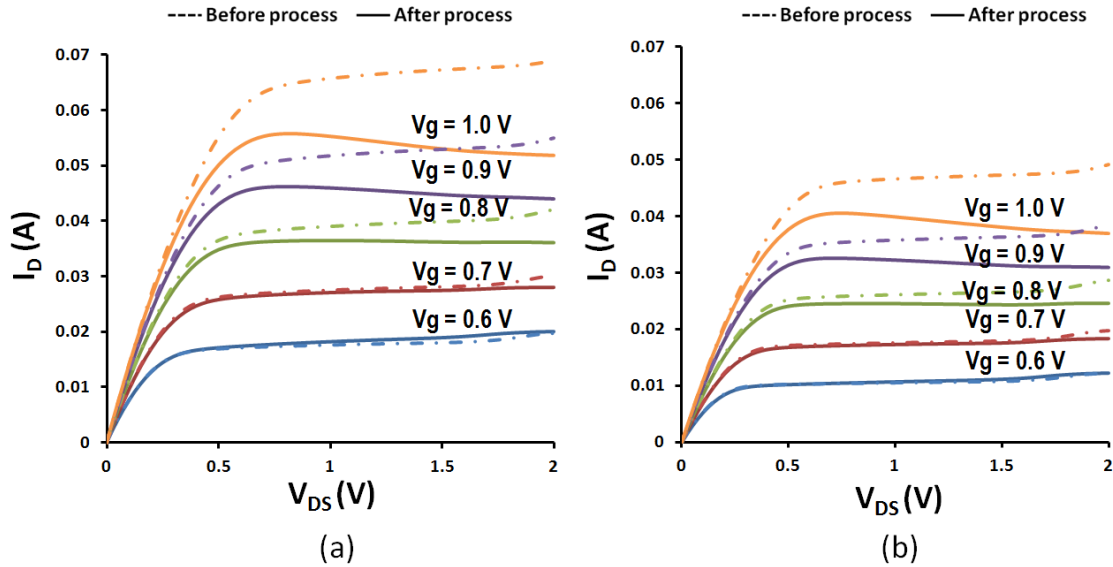 Before process After process
0.07
0.06
0.05
0.04
0.03
0.02
0.01
0
I_D (A)
Vg = 1.0 V
Vg = 0.9 V
Vg = 0.8 V
Vg = 0.7 V
Vg = 0.6 V
0 0.5 1 1.5 2
V_DS (V)
(a)
Before process After process
0.07
0.06
0.05
0.04
0.03
0.02
0.01
0
I_D (A)
Vg = 1.0 V
Vg = 0.9 V
Vg = 0.8 V
Vg = 0.7 V
Vg = 0.6 V
0 0.5 1 1.5 2
V_DS (V)
(b)